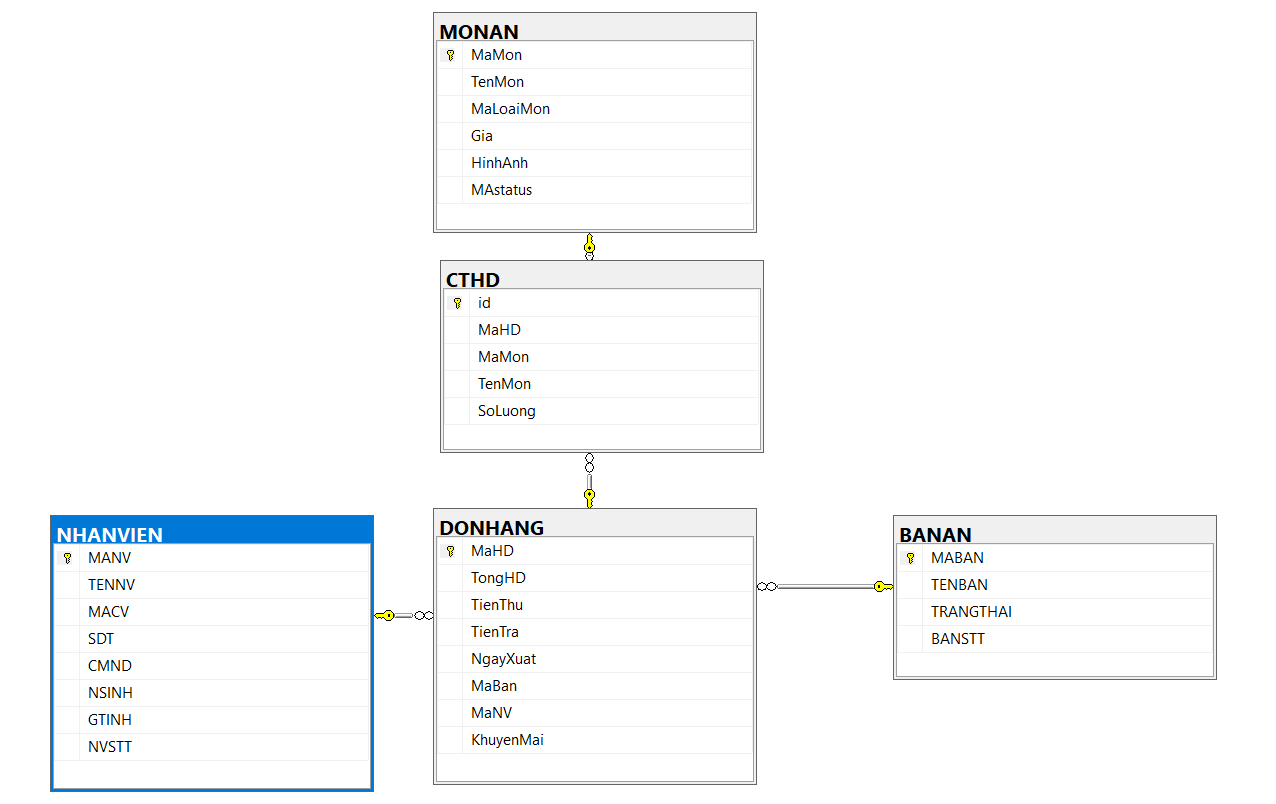 MONAN
MaMon
TenMon
MaLoaiMon
Gia
HinhAnh
MAstatus
CTHD
id
MaHD
MaMon
TenMon
SoLuong
NHANVIEN
MANV
TENNV
MACV
SDT
CMND
NSINH
GTINH
NVSTT
DONHANG
MaHD
TongHD
TienThu
TienTra
NgayXuat
MaBan
MaNV
KhuyenMai
BANAN
MABAN
TENBAN
TRANGTHAI
BANSTT